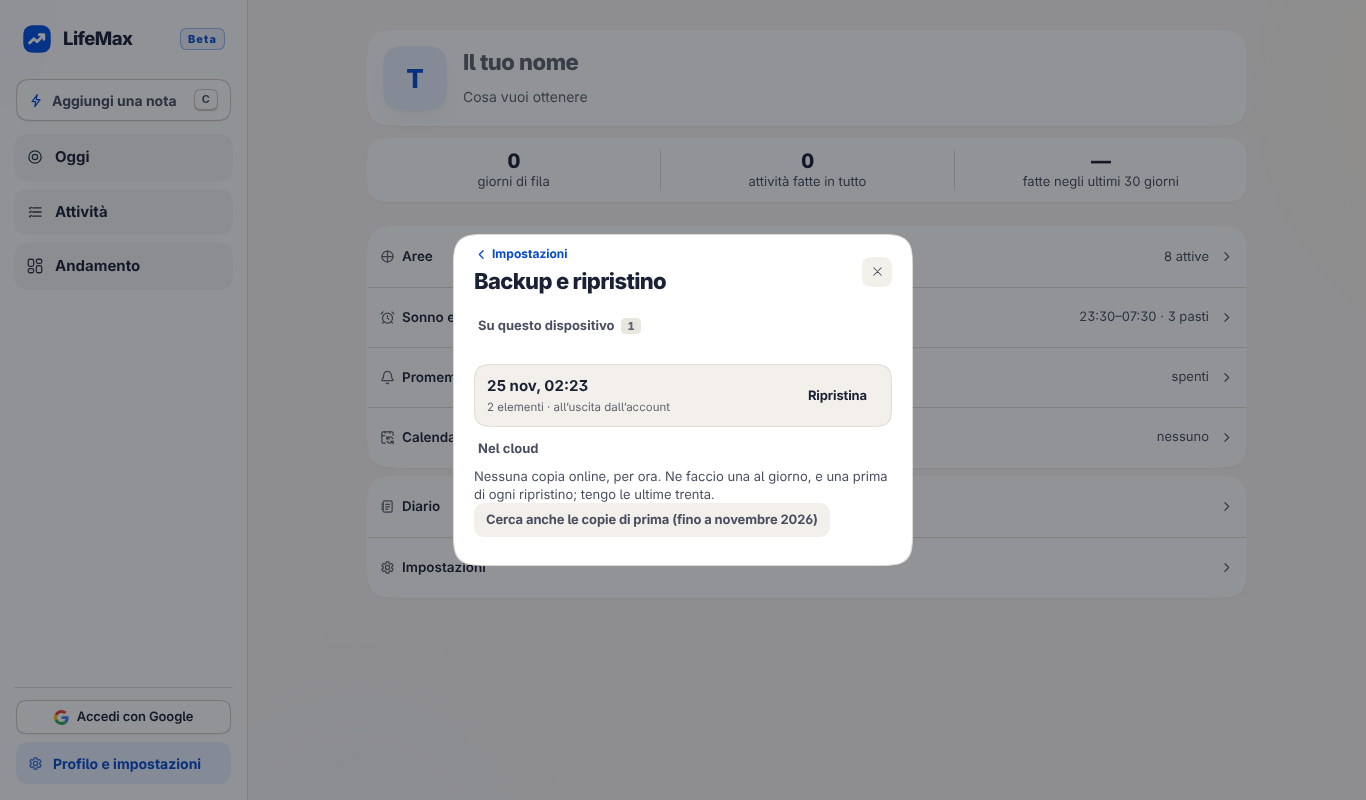 LifeMax
Beta
Aggiungi una nota
C
Oggi
Attività
Andamento
Accedi con Google
Profilo e impostazioni
T
Il tuo nome
Cosa vuoi ottenere
0
giorni di fila
0
attività fatte in tutto
—
fatte negli ultimi 30 giorni
Aree
8 attive
Sonno e
23:30–07:30 · 3 pasti
Promem
spenti
Calenda
nessuno
Diario
Impostazioni
Impostazioni
Backup e ripristino
Su questo dispositivo 1
25 nov, 02:23
2 elementi · all’uscita dall’account
Ripristina
Nel cloud
Nessuna copia online, per ora. Ne faccio una al giorno, e una prima
di ogni ripristino; tengo le ultime trenta.
Cerca anche le copie di prima (fino a novembre 2026)